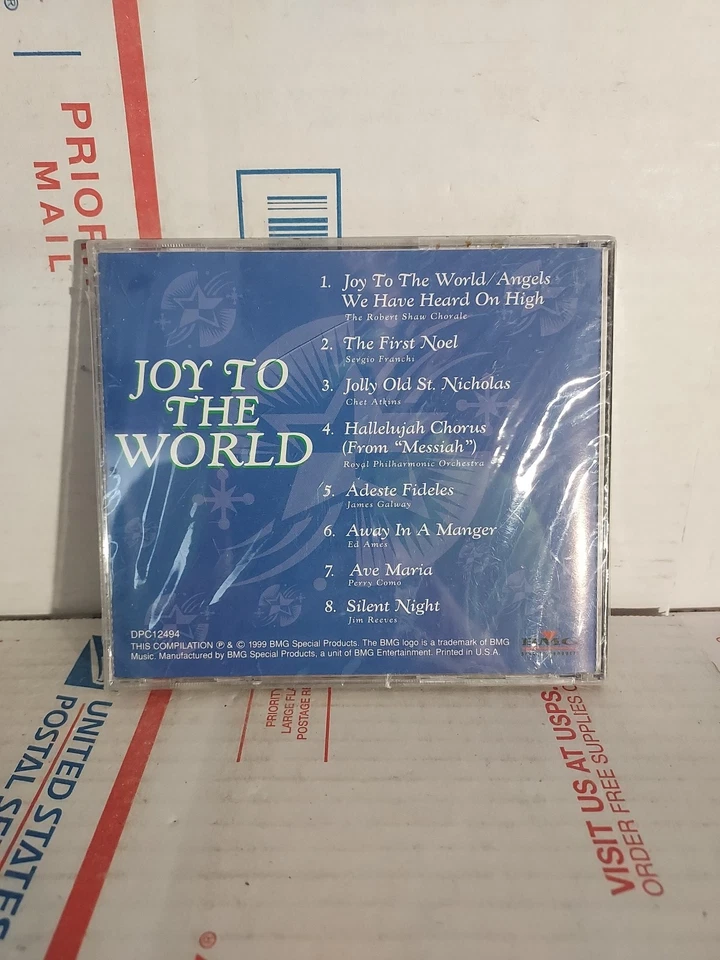 PRIOR
MAIL
JOY TO
THE
WORLD
1. Joy To The World/Angels
We Have Heard On High
The Robert Shaw Chorale
2. The First Noel
Sergio Franchi
3. Jolly Old St. Nicholas
Chet Atkins
4. Hallelujah Chorus
(From “Messiah”)
Royal Philharmonic Orchestra
5. Adeste Fideles
James Galway
6. Away In A Manger
Ed Ames
7. Ave Maria
Perry Como
8. Silent Night
Jim Reeves
DPC12494
THIS COMPILATION ℗ & © 1999 BMG Special Products. The BMG logo is a trademark of BMG
Music. Manufactured by BMG Special Products, a unit of BMG Entertainment. Printed in U.S.A.
BMG
UNITED STATES
POSTAL SE
PRIORITY
LARGE FLA
POSTAGE R
VISIT US AT USPS.
ORDER FREE SUPPLIES
®